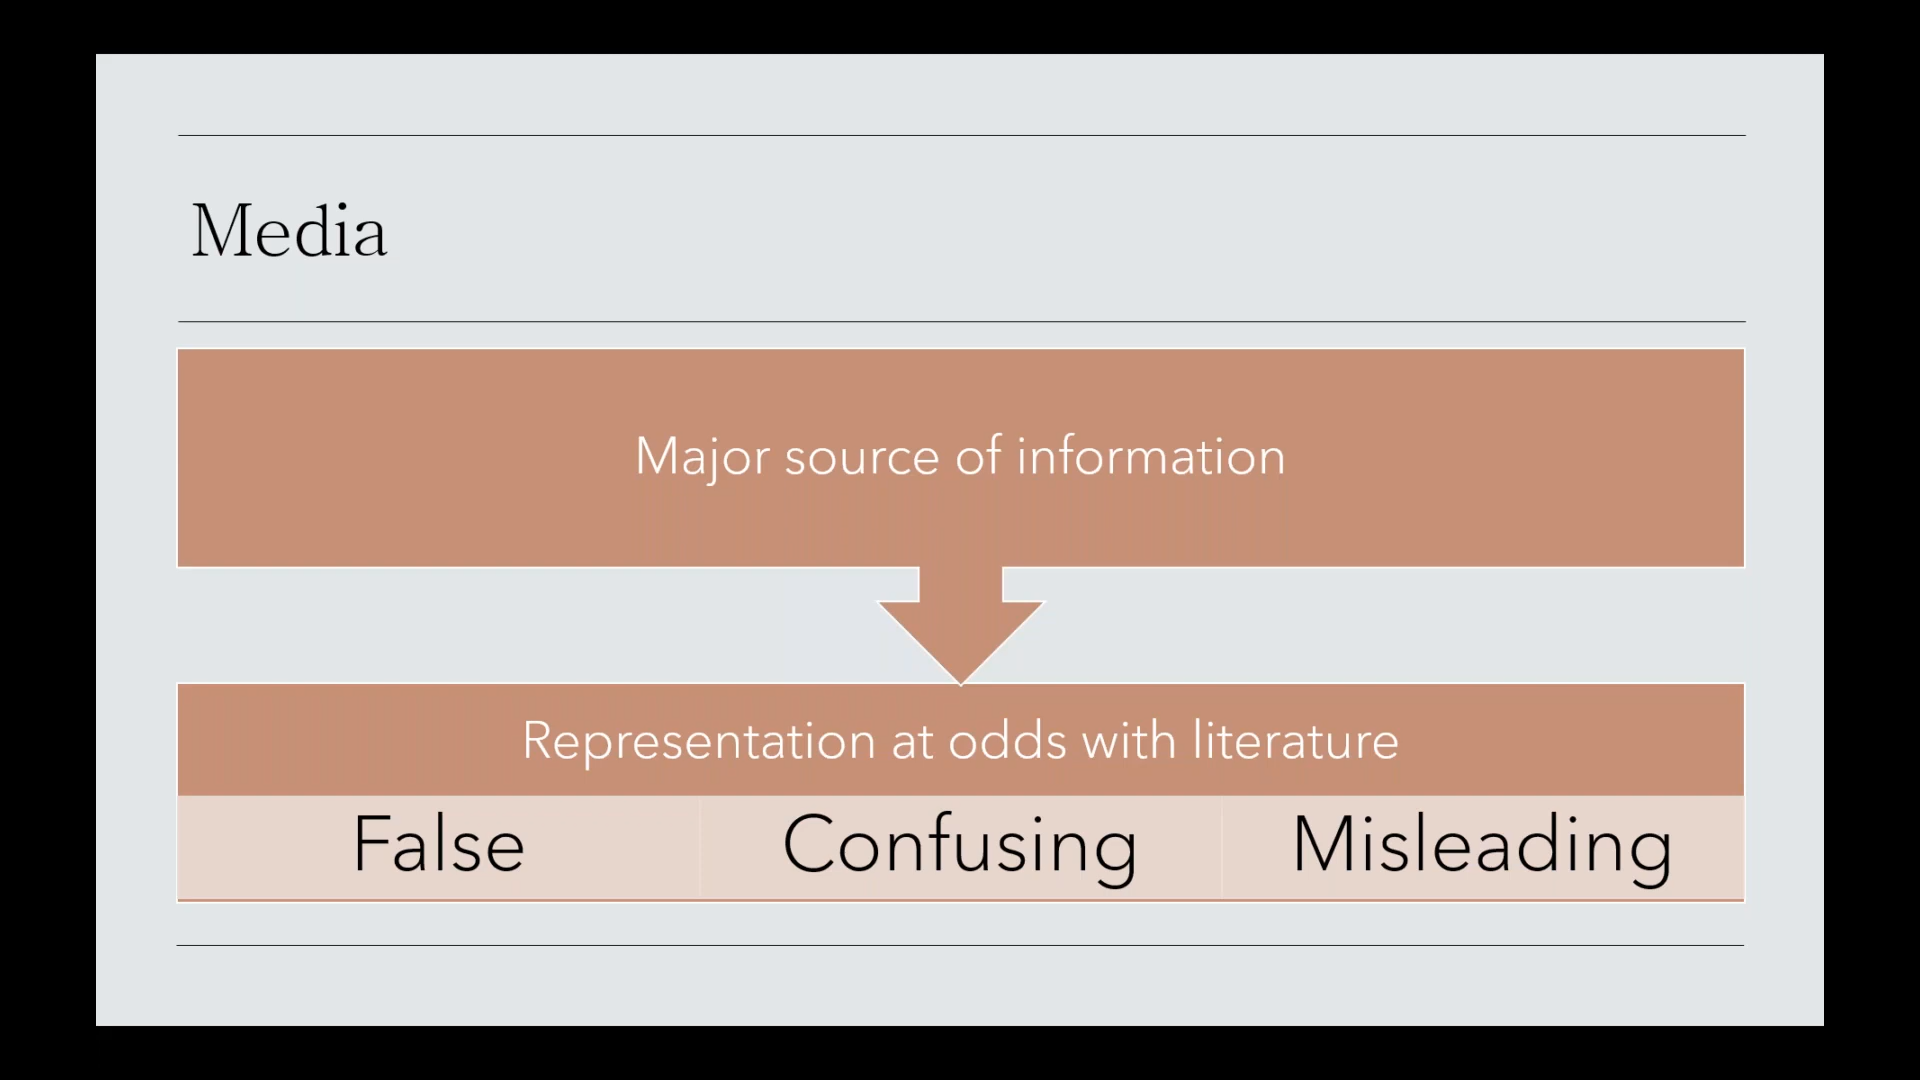 Media
Major source of information
Representation at odds with literature
False Confusing Misleading